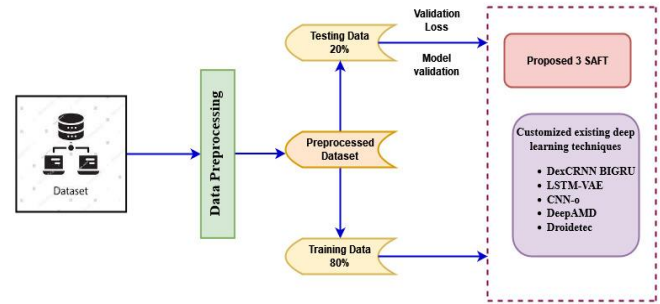 Dataset
Data Preprocessing
Testing Data
20%
Preprocessed
Dataset
Training Data
80%
Validation
Loss
Model
validation
Proposed 3 SAFT
Customized existing deep
learning techniques
• DexCRNN BIGRU
• LSTM-VAE
• CNN-o
• DeepAMD
• Droidetec